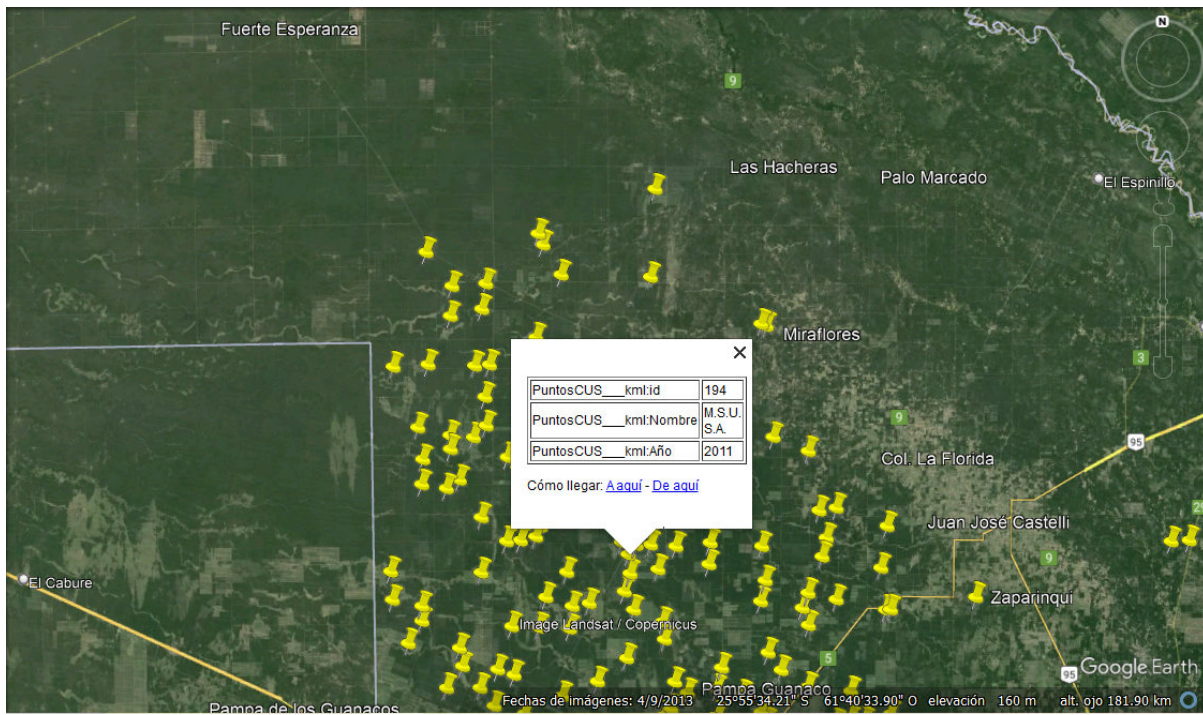 Fuerte Esperanza
N
9
Las Hacheras
Palo Marcado
El Espinillo
Miraflores
3
PuntosCUS___kml:id 194
PuntosCUS___kml:Nombre M.S.U. S.A.
PuntosCUS___kml:Año 2011
Cómo llegar: A aquí - De aquí
9
95
Col. La Florida
Juan José Castelli
9
El Cabure
Zaparinqui
Image Landsat / Copernicus
5
95
Google Earth
Pampa Guanaco
Pampa de los Guanacos
Fechas de imágenes: 4/9/2013 25°55'34.21" S 61°40'33.90" O elevación 160 m alt. ojo 181.90 km